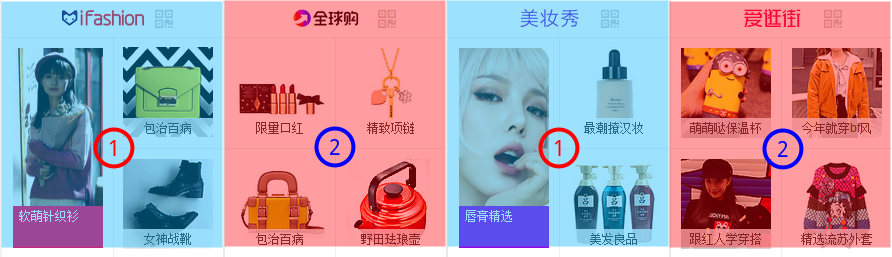 iFashion
包治百病
1
软萌针织衫
女神战靴
全球购
限量口红
精致项链
2
包治百病
野田珐琅壶
美妆秀
最潮擦汉妆
1
唇膏精选
美发良品
爱逛街
萌萌哒保温杯
今年就穿bf风
2
跟红人学穿搭
精选流苏外套